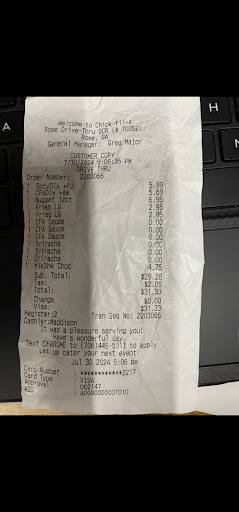 Welcome to Chick-fil-A
Rome Drive-Thru SCR (# 70052)
Rome, GA
General Manager: Greg Major
CUSTOMER COPY
7/30/2024 9:05:35 PM
DRIVE THRU
Order Number: 2203066
1 SpcyDlx +PJ 5.99
1 CFADlx +Am 5.69
1 Nugget 12ct 6.95
1 Fries LG 2.95
1 Fries LG 2.95
1 CFA Sauce 0.00
1 CFA Sauce 0.00
1 CFA Sauce 0.00
1 Sriracha 0.00
1 Sriracha 0.00
1 Sriracha 0.00
1 MlkShk Choc 4.75
Sub. Total: $29.28
Tax: $2.05
Total: $31.33
Change $0.00
Visa: $31.33
Register:2 Tran Seq No: 2203066
Cashier:Maddison
It was a pleasure serving you!
Have a wonderful day.
Text CFAROME to (706)445-5011 to apply
Let us cater your next event!
Jul 30 2024 9:06 pm
Card Number : ************2217
Card Type : VISA
Approval : 062147
AID : A0000000031010
A
H
N